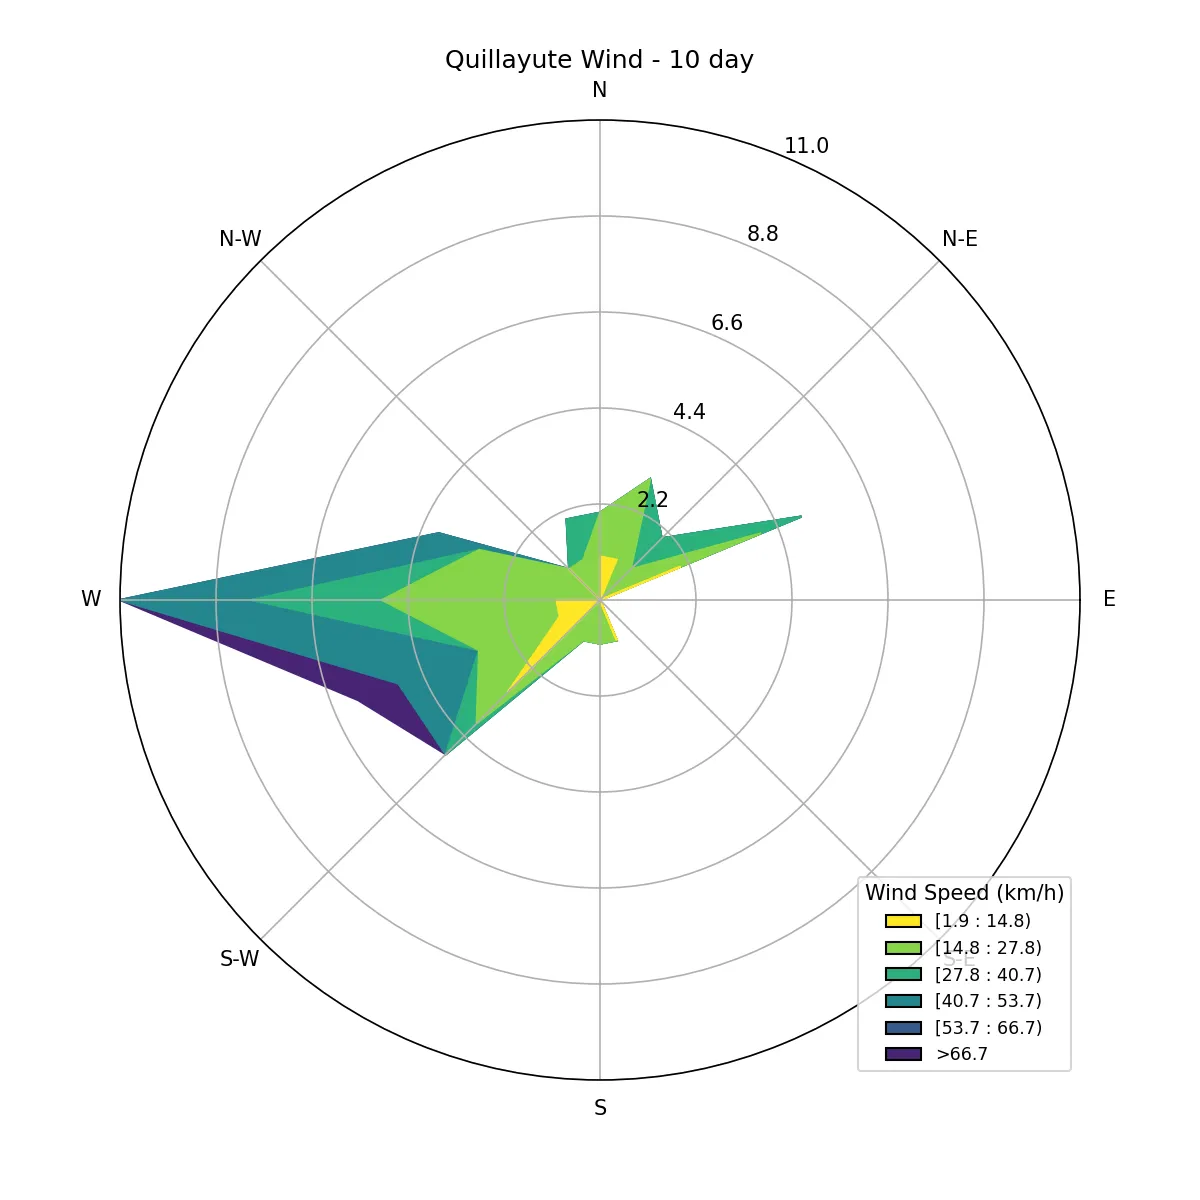 Quillayute Wind - 10 day
N
11.0
N-W
8.8
N-E
6.6
4.4
2.2
W
E
S-W
S-E
S
Wind Speed (km/h)
[1.9 : 14.8)
[14.8 : 27.8)
[27.8 : 40.7)
[40.7 : 53.7)
[53.7 : 66.7)
>66.7